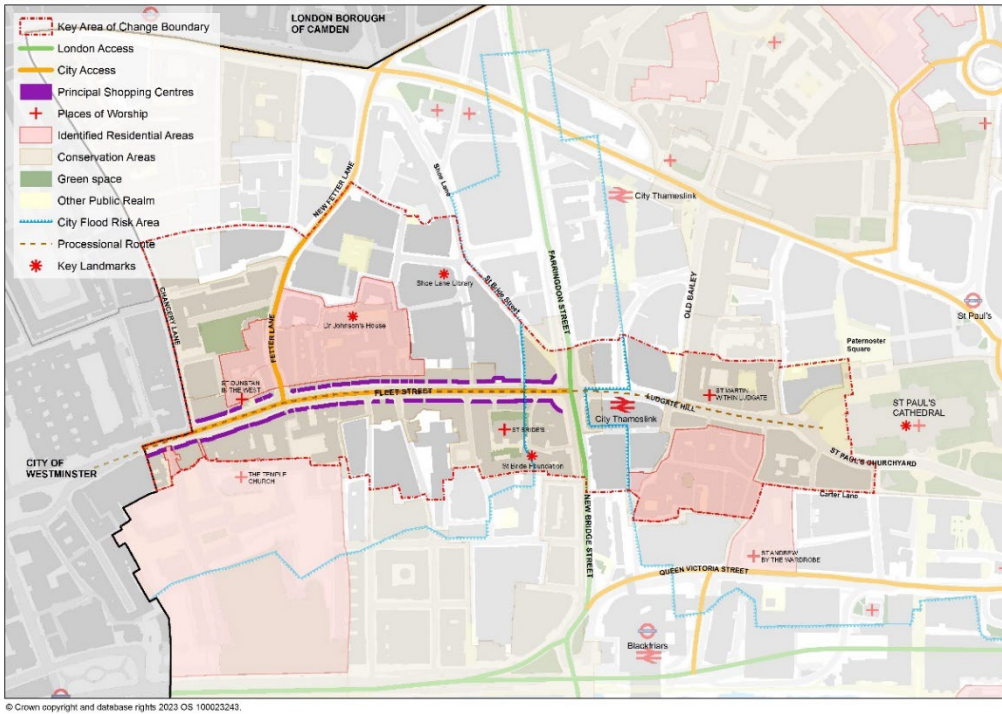 Key Area of Change Boundary
London Access
City Access
Principal Shopping Centres
Places of Worship
Identified Residential Areas
Conservation Areas
Green space
Other Public Realm
City Flood Risk Area
Processional Route
Key Landmarks
LONDON BOROUGH
OF CAMDEN
NEW FETTER LANE
Shoe Lane
City Thameslink
FARRINGDON STREET
St Bride Street
Shoe Lane Library
OLD BAILEY
St Paul's
CHANCERY LANE
FETTER LANE
Dr Johnson's House
Paternoster
Square
ST DUNSTAN
IN THE WEST
FLEET STREET
City Thameslink
LUDGATE HILL
ST MARTIN
WITHIN LUDGATE
ST PAUL'S
CATHEDRAL
ST BRIDE'S
St Bride Foundation
ST PAUL'S CHURCHYARD
CITY OF
WESTMINSTER
THE TEMPLE
CHURCH
NEW BRIDGE STREET
Carter Lane
ST ANDREW
BY THE WARDROBE
QUEEN VICTORIA STREET
Blackfriars
© Crown copyright and database rights 2023 OS 100023243.